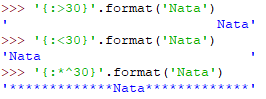 >>> '{:>30}'.format('Nata')
'                          Nata'
>>> '{:<30}'.format('Nata')
'Nata                          '
>>> '{:*^30}'.format('Nata')
'*************Nata*************'